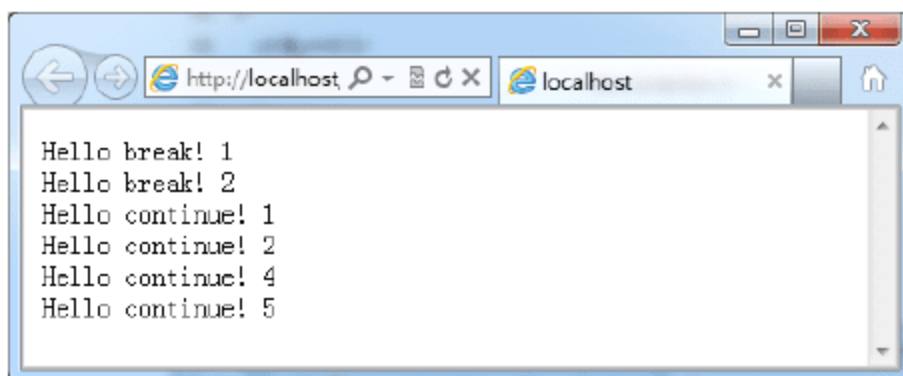 http://localhost
localhost
Hello break! 1
Hello break! 2
Hello continue! 1
Hello continue! 2
Hello continue! 4
Hello continue! 5